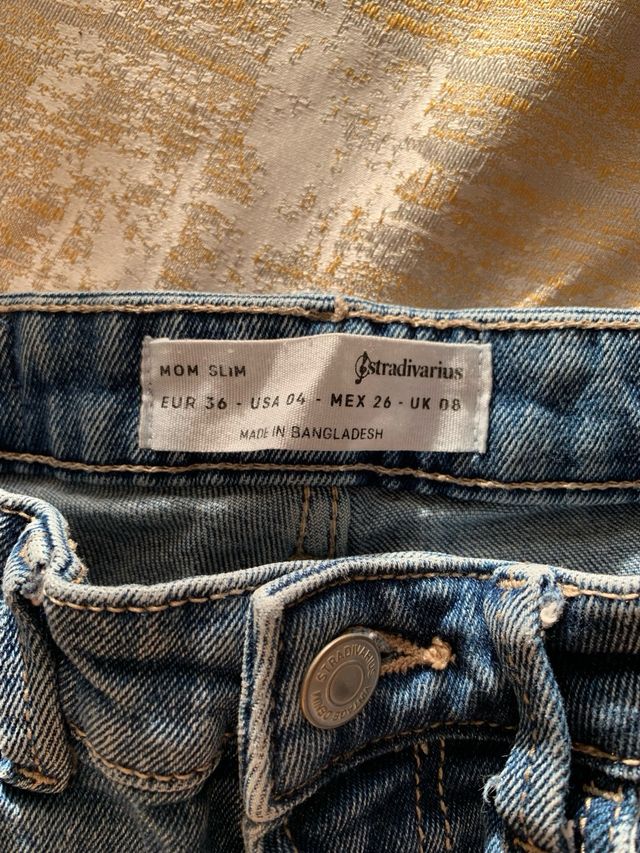 MOM SLIM
stradivarius
EUR 36 - USA 04 - MEX 26 - UK 08
MADE IN BANGLADESH
STRADIVARIUS